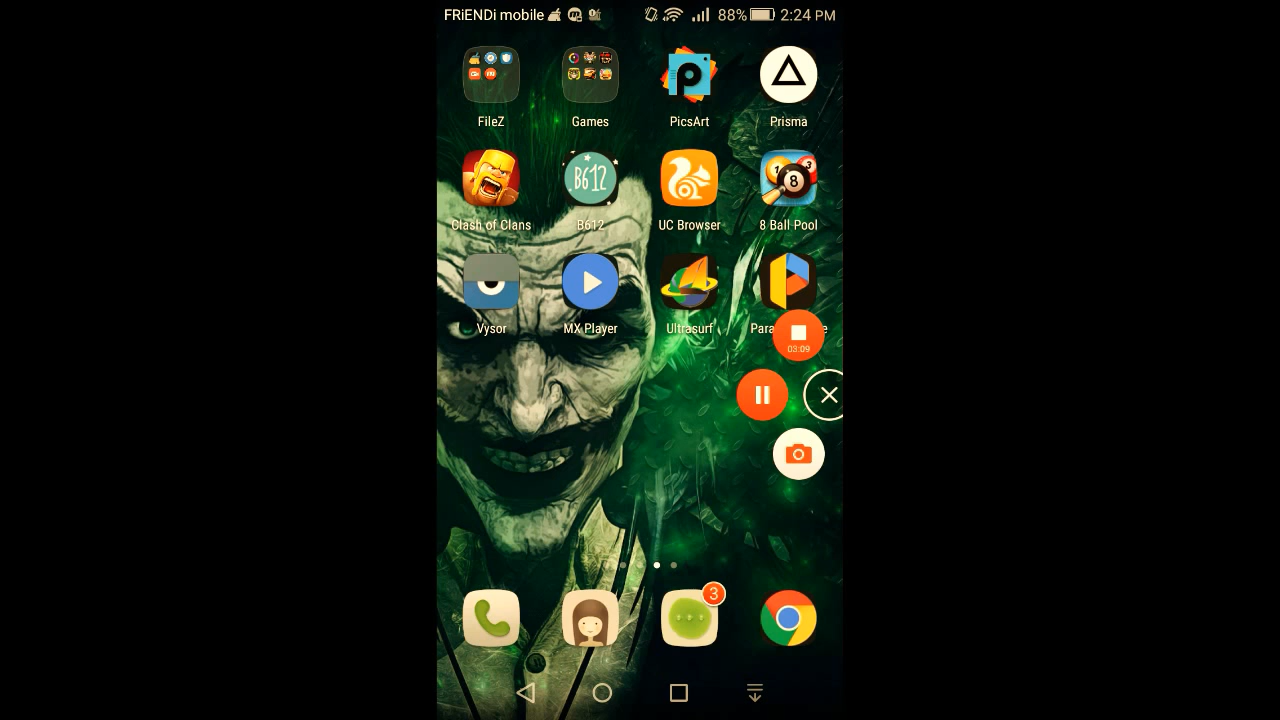 FRiENDi mobile 88% 2:24 PM
FileZ Games PicsArt Prisma
B612
Clash of Clans B612 UC Browser 8 Ball Pool
Vysor MX Player Ultrasurf
03:09
3